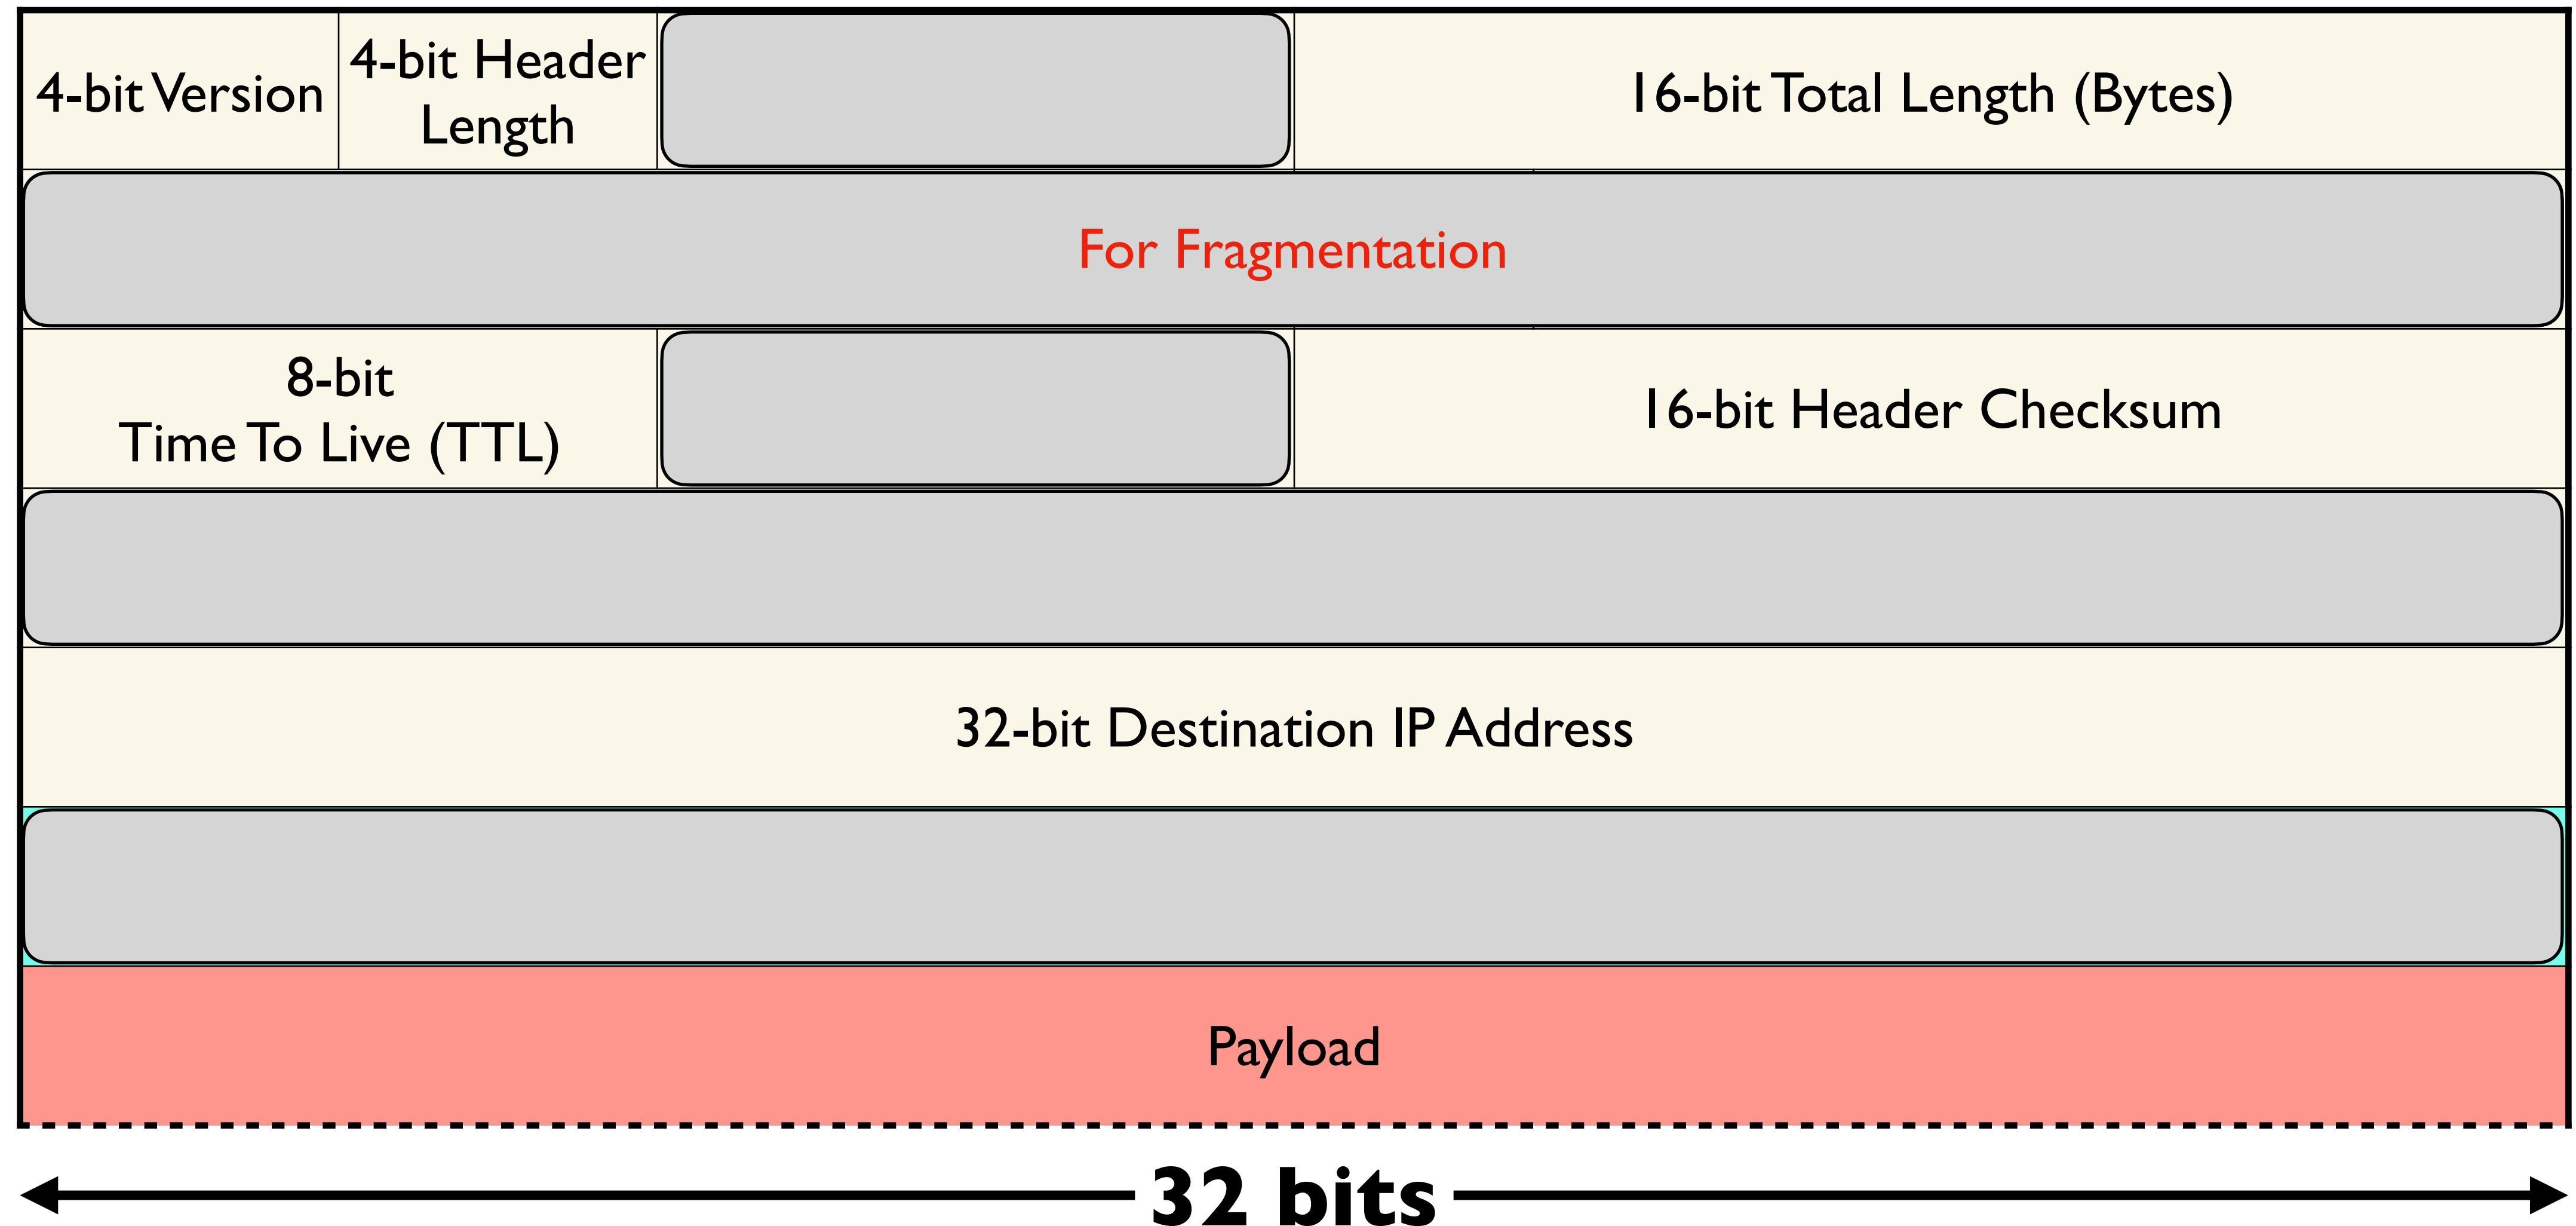 4-bit Version
4-bit Header
Length
16-bit Total Length (Bytes)
For Fragmentation
8-bit
Time To Live (TTL)
16-bit Header Checksum
32-bit Destination IP Address
Payload
32 bits